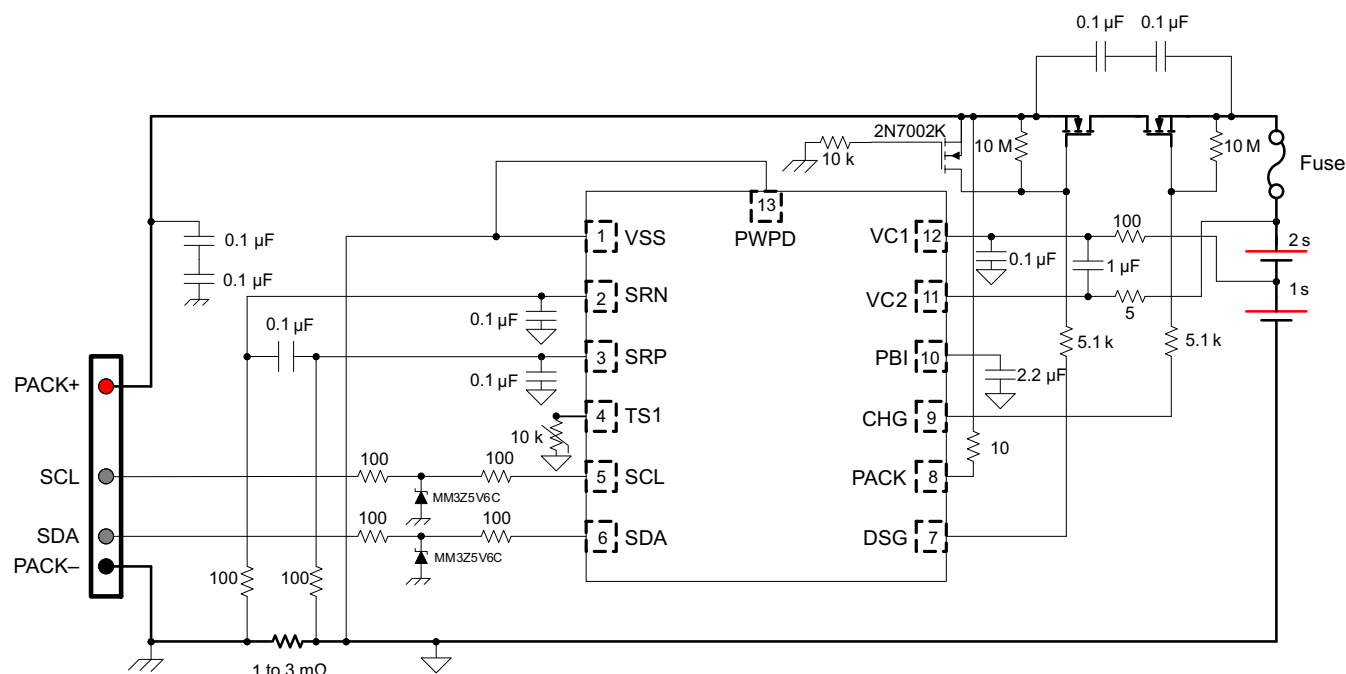 0.1 µF 0.1 µF
2N7002K
10 k
10 M
10 M
Fuse
13
PWPD
0.1 µF
0.1 µF
1 VSS
VC1 12
100
2 s
0.1 µF
1 µF
2 SRN
VC2 11
5
1 s
0.1 µF
0.1 µF
3 SRP
PBI 10
5.1 k
5.1 k
0.1 µF
2.2 µF
PACK+
4 TS1
CHG 9
10 k
10
SCL
100
100
5 SCL
PACK 8
MM3Z5V6C
SDA
100
100
6 SDA
DSG 7
MM3Z5V6C
PACK–
100
100
1 to 3 mΩ